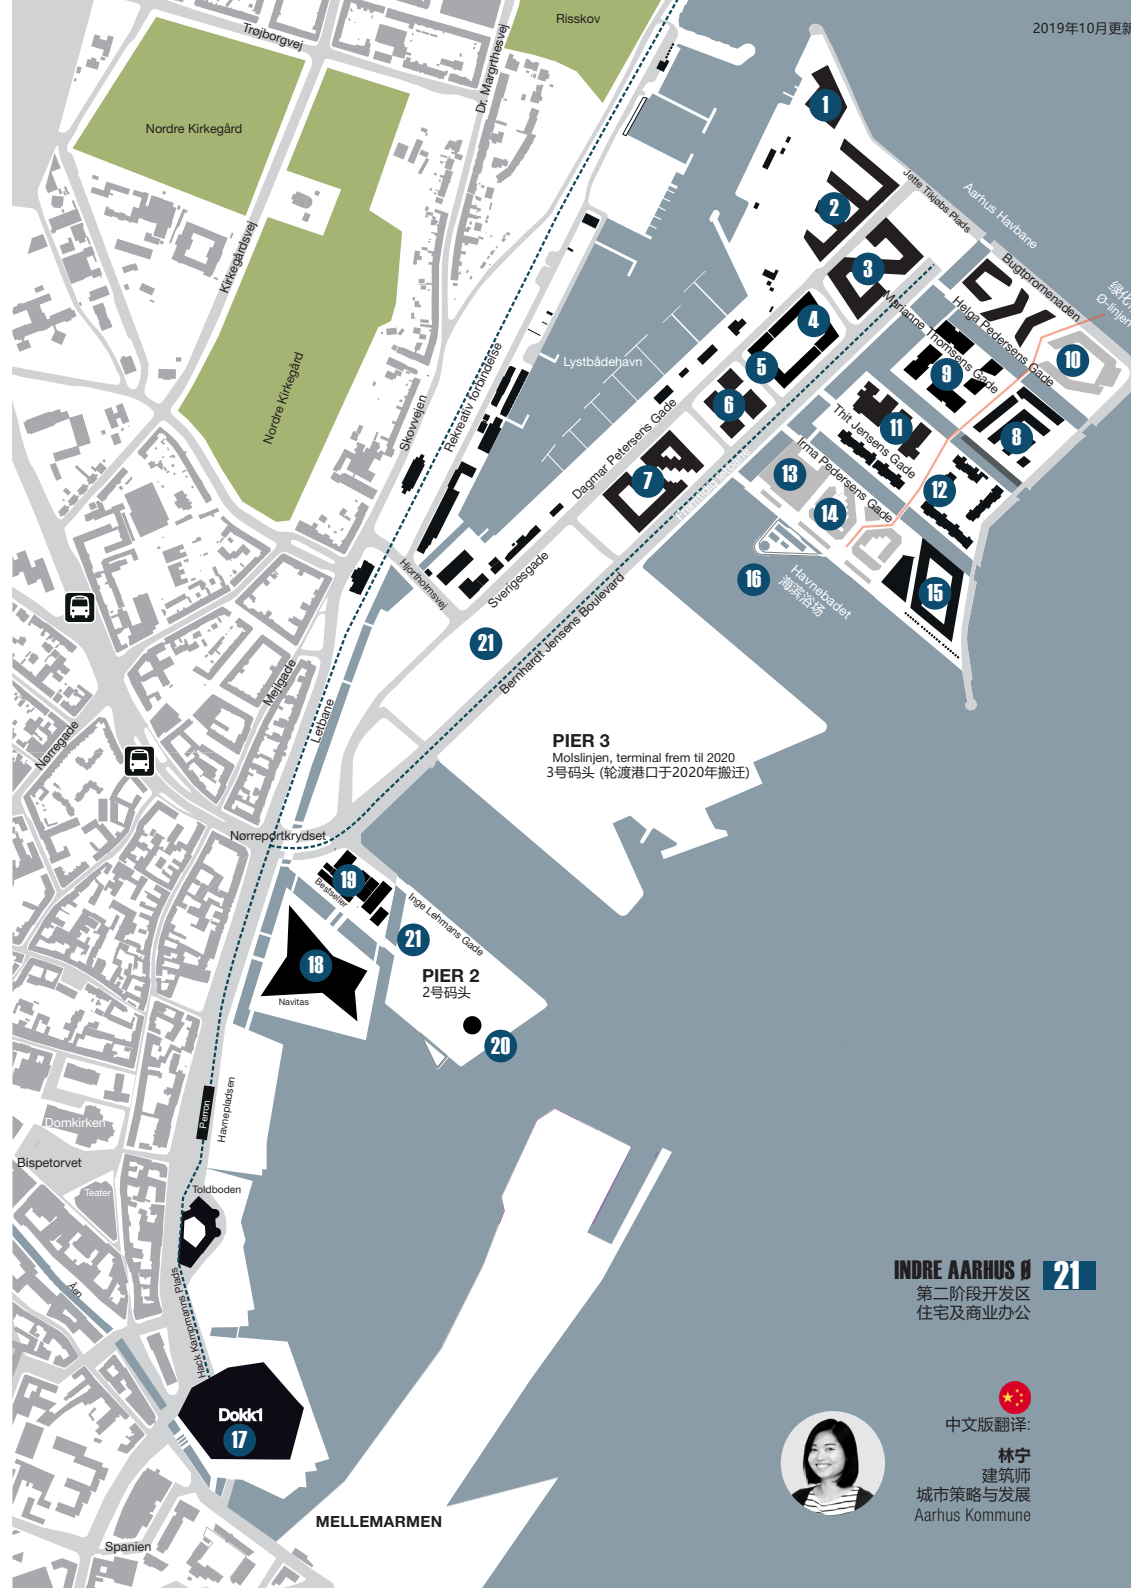 Risskov
2019年10月更新
Trøjborgvej
Dr. Margrthesvej
Nordre Kirkegård
1
Jette Tikjøbs Plads
Aarhus Havbane
2
Kirkegårdsvej
3
Bugtpromenaden
Ø-linjen
Helga Pedersens Gade
Marianne Thomsens Gade
4
Lystbådehavn
5
10
9
6
Nordre Kirkegård
Skovvejen
Rekreativ forbindelse
Dagmar Petersens Gade
Thit Jensens Gade
11
8
Irma Pedersens Gade
7
13
12
14
Hjortholmsvej
Sverigesgade
16
Havnebadet
海滨浴场
15
21
Bernhardt Jensens Boulevard
Mejlgade
Letbane
Nørregade
PIER 3
Molslinjen, terminal frem til 2020
3号码头 (轮渡港口于2020年搬迁)
Nørreportkrydset
19
Bestseller
Inge Lehmans Gade
21
18
PIER 2
2号码头
Navitas
20
Perron
Havnepladsen
Domkirken
Bispetorvet
Teater
Toldboden
Åen
Hack Kampmanns Plads
INDRE AARHUS Ø
21
第二阶段开发区
住宅及商业办公
Dokk1
17
中文版翻译:
林宁
建筑师
城市策略与发展
Aarhus Kommune
MELLEMARMEN
Spanien